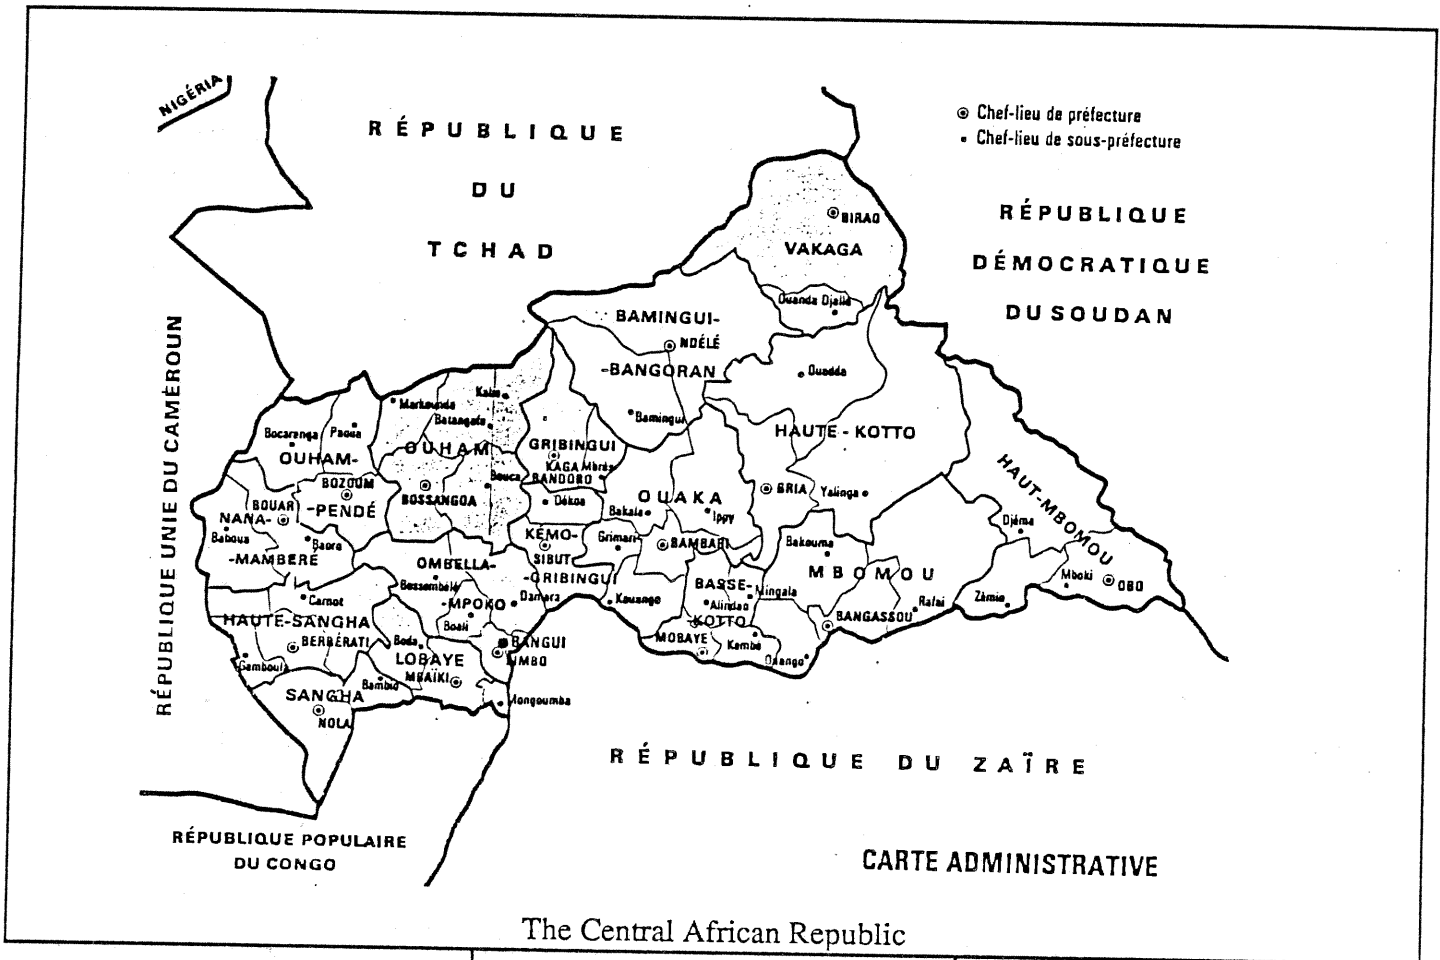 NIGÉRIA
RÉPUBLIQUE
DU
TCHAD
Chef-lieu de préfecture
Chef-lieu de sous-préfecture
RÉPUBLIQUE
DÉMOCRATIQUE
DU SOUDAN
RÉPUBLIQUE UNIE DU CAMÉROUN
BIRAO
VAKAGA
Ouanda Djallé
BAMINGUI-
NDÉLÉ
-BANGORAN
Ouadda
Bamingui
HAUTE-KOTTO
Markounda
Kabo
Batangafo
OUHAM
Bouca
BOSSANGOA
Bocaranga
Paoua
OUHAM-
BOZOUM
-PENDÉ
GRIBINGUI
KAGA
BANDORO
Mbrés
Dékoa
BOUAR
NANA-
Baboua
Baoro
-MAMBERÉ
OUAKA
Bakala
Ippy
BRIA
Yalinga
HAUT-MBOMOU
Djéma
KÉMO-
SIBUT
-GRIBINGUI
Grimari
BAMBARI
Bakouma
MBOMOU
Mboki
OBO
Zémio
OMBELLA-
Bossembélé
-MPOKO
Damara
Boali
Kouango
BASSE-
Mingala
Alindao
-KOTTO
MOBAYE
Kembé
Ouango
BANGASSOU
Rafai
Carnot
HAUTE-SANGHA
BERBÉRATI
Gamboula
Boda
LOBAYE
MBAÏKI
BANGUI
BIMBO
Mongoumba
SANGHA
Bambio
NOLA
RÉPUBLIQUE DU ZAÏRE
RÉPUBLIQUE POPULAIRE
DU CONGO
CARTE ADMINISTRATIVE
The Central African Republic